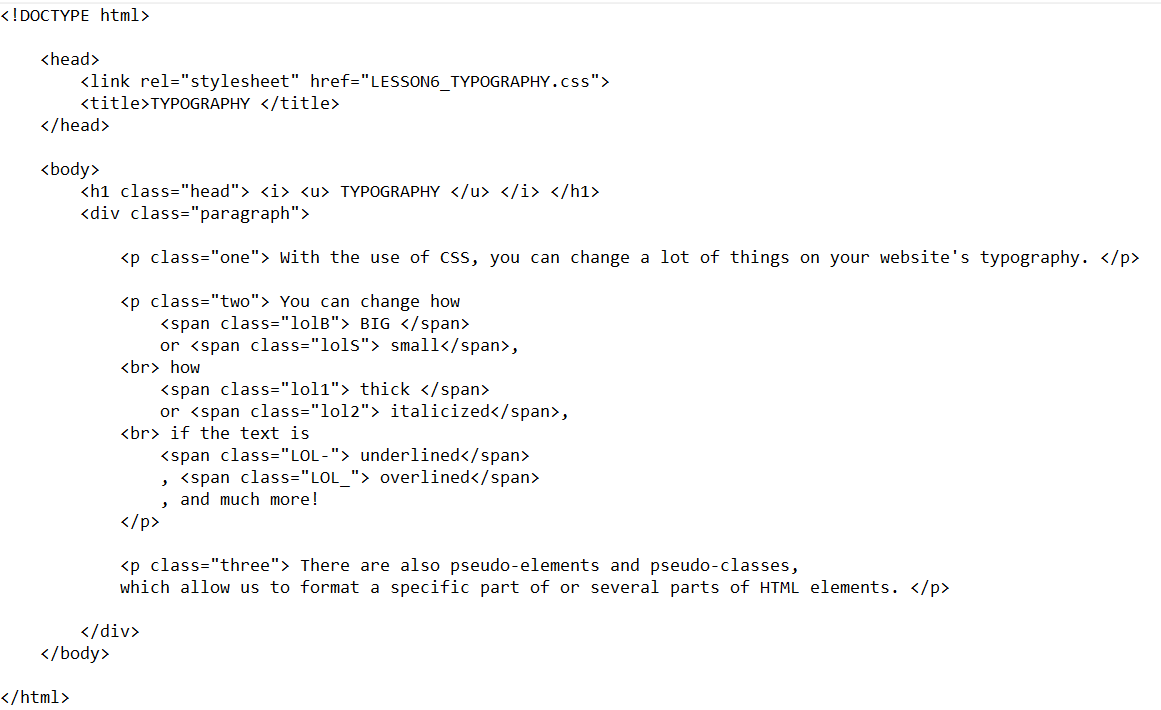 <!DOCTYPE html>
<head>
<link rel="stylesheet" href="LESSON6_TYPOGRAPHY.css">
<title>TYPOGRAPHY </title>
</head>
<body>
<h1 class="head"> <i> <u> TYPOGRAPHY </u> </i> </h1>
<div class="paragraph">
<p class="one"> With the use of CSS, you can change a lot of things on your website's typography. </p>
<p class="two"> You can change how
<span class="lolB"> BIG </span>
or <span class="lolS"> small</span>,
<br> how
<span class="lol1"> thick </span>
or <span class="lol2"> italicized</span>,
<br> if the text is
<span class="LOL-"> underlined</span>
, <span class="LOL_"> overlined</span>
, and much more!
</p>
<p class="three"> There are also pseudo-elements and pseudo-classes,
which allow us to format a specific part of or several parts of HTML elements. </p>
</div>
</body>
</html>